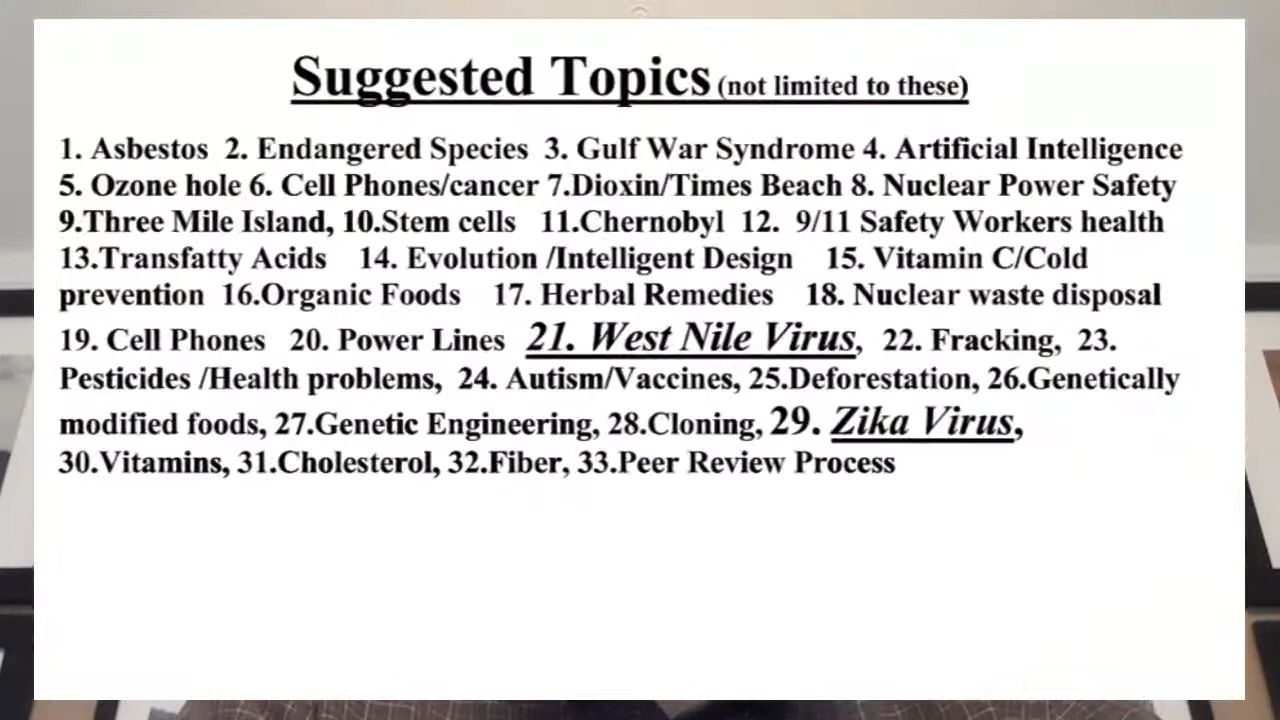 Suggested Topics (not limited to these)
1. Asbestos 2. Endangered Species 3. Gulf War Syndrome 4. Artificial Intelligence
5. Ozone hole 6. Cell Phones/cancer 7.Dioxin/Times Beach 8. Nuclear Power Safety
9.Three Mile Island, 10.Stem cells 11.Chernobyl 12. 9/11 Safety Workers health
13.Transfatty Acids 14. Evolution /Intelligent Design 15. Vitamin C/Cold
prevention 16.Organic Foods 17. Herbal Remedies 18. Nuclear waste disposal
19. Cell Phones 20. Power Lines 21. West Nile Virus, 22. Fracking, 23.
Pesticides /Health problems, 24. Autism/Vaccines, 25.Deforestation, 26.Genetically
modified foods, 27.Genetic Engineering, 28.Cloning, 29. Zika Virus,
30.Vitamins, 31.Cholesterol, 32.Fiber, 33.Peer Review Process